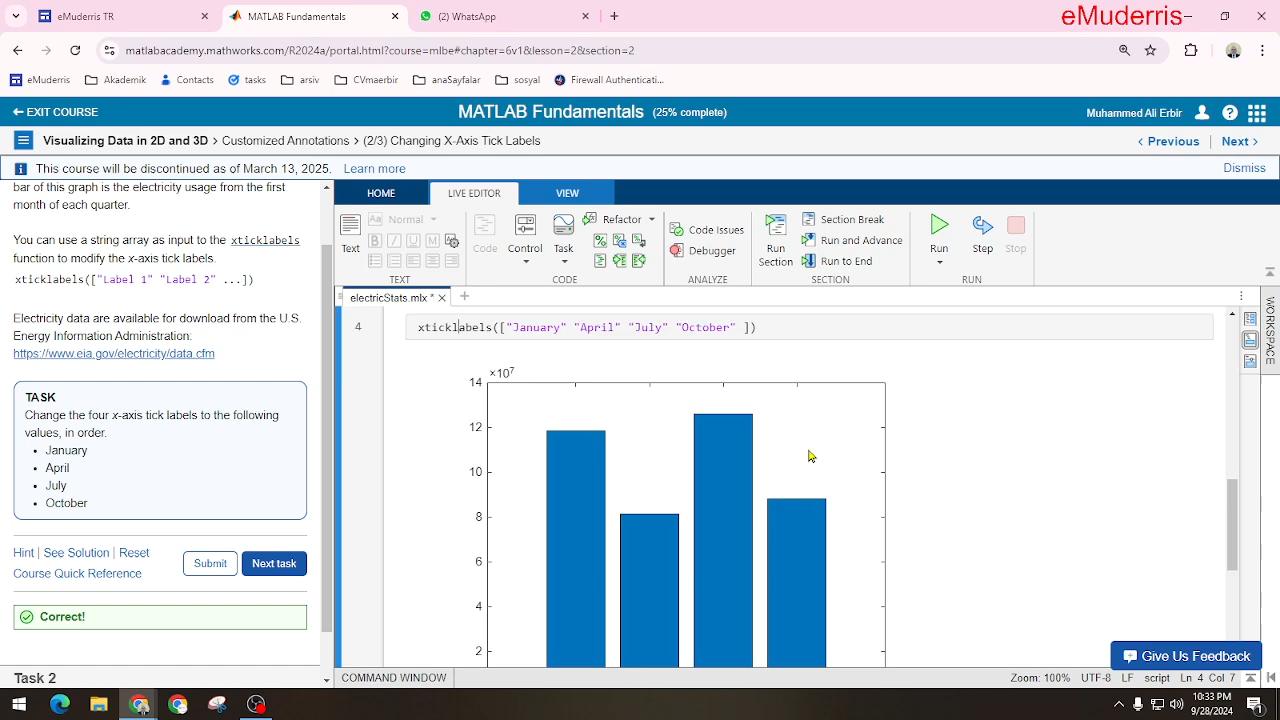 eMuderris TR
MATLAB Fundamentals
(2) WhatsApp
eMuderris
matlabacademy.mathworks.com/R2024a/portal.html?course=mlbe#chapter=6v1&lesson=2&section=2
eMuderris
Akademik
Contacts
tasks
arsiv
CVmaerbir
anaSayfalar
sosyal
Firewall Authenticati...
EXIT COURSE
MATLAB Fundamentals (25% complete)
Muhammed Ali Erbir
Visualizing Data in 2D and 3D > Customized Annotations > (2/3) Changing X-Axis Tick Labels
< Previous
Next >
This course will be discontinued as of March 13, 2025. Learn more
Dismiss
bar of this graph is the electricity usage from the first
month of each quarter.
You can use a string array as input to the xticklabels
function to modify the x-axis tick labels.
xticklabels(["Label 1" "Label 2" ...])
Electricity data are available for download from the U.S.
Energy Information Administration:
https://www.eia.gov/electricity/data.cfm
TASK
Change the four x-axis tick labels to the following
values, in order.
• January
• April
• July
• October
Hint | See Solution | Reset
Course Quick Reference
Submit
Next task
Correct!
Task 2
HOME
LIVE EDITOR
VIEW
Text
Aa Normal
B I U M
TEXT
Code
Control
Task
Refactor
CODE
Code Issues
Debugger
ANALYZE
Run
Section
Section Break
Run and Advance
Run to End
SECTION
Run
Step
Stop
RUN
electricStats.mlx *
WORKSPACE
4
xticklabels(["January" "April" "July" "October" ])
×10⁷
14
12
10
8
6
4
2
Give Us Feedback
COMMAND WINDOW
Zoom: 100%
UTF-8
LF
script
Ln 4 Col 7
10:33 PM
9/28/2024